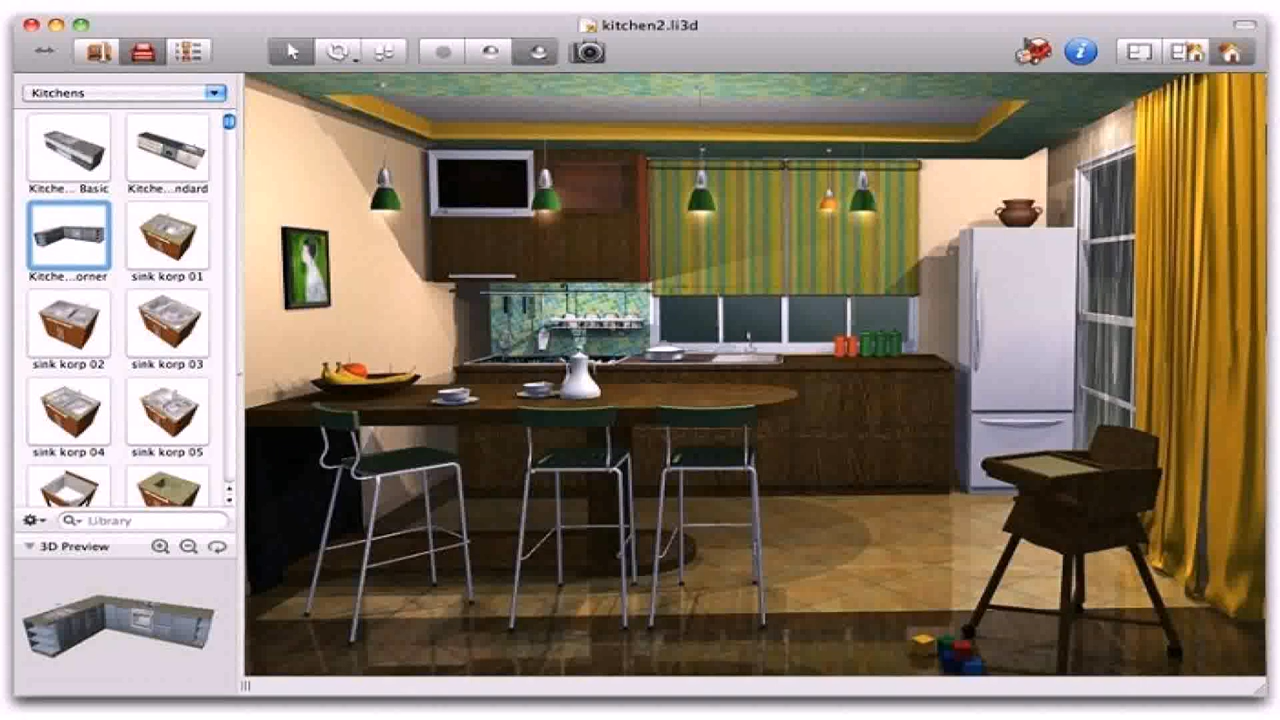 kitchen2.li3d
Kitchens
Kitche... Basic
Kitche...ndard
Kitche...orner
sink korp 01
sink korp 02
sink korp 03
sink korp 04
sink korp 05
Library
3D Preview